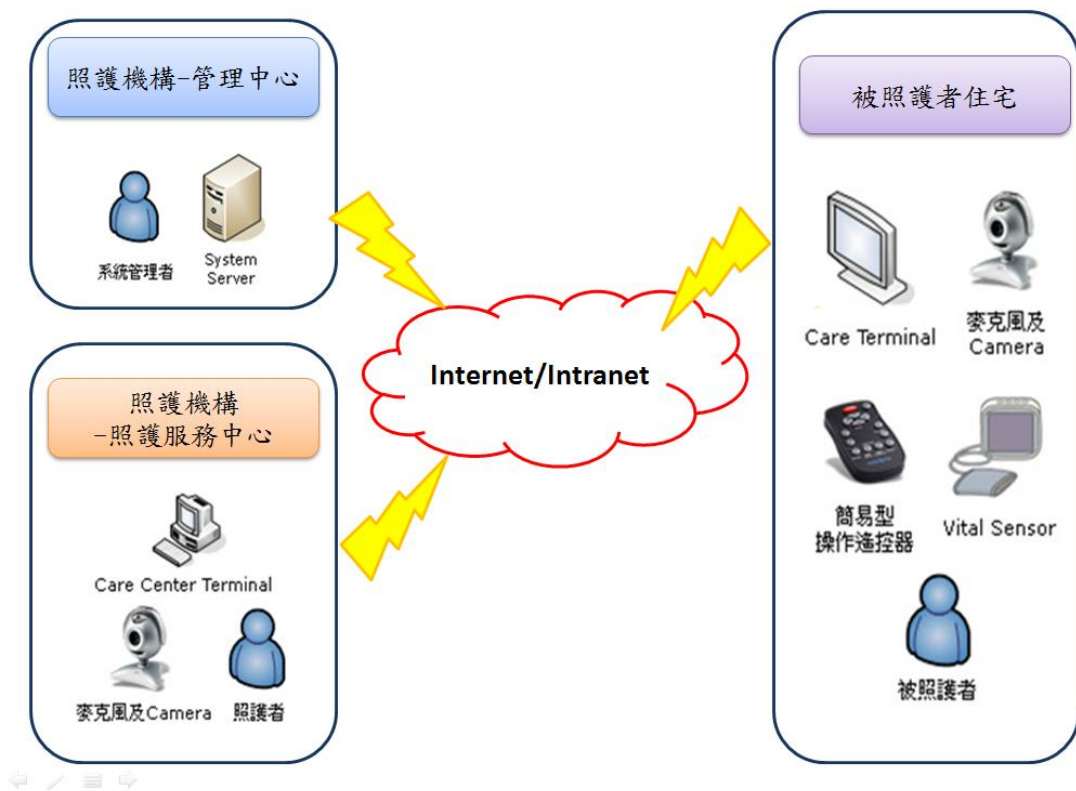 照護機構-管理中心
系統管理者
System
Server
照護機構
-照護服務中心
Care Center Terminal
麥克風及Camera
照護者
Internet/Intranet
被照護者住宅
Care Terminal
麥克風及
Camera
簡易型
操作遙控器
Vital Sensor
被照護者